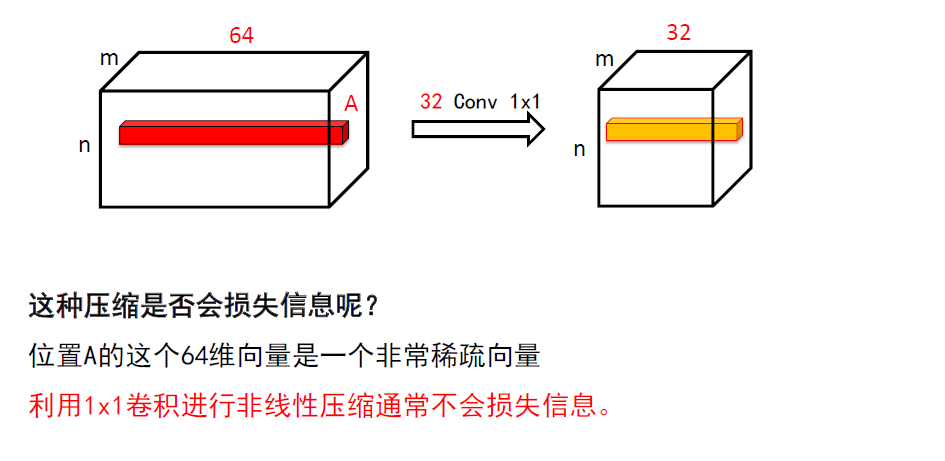 64
32
m
m
A
32 Conv 1x1
n
n
这种压缩是否会损失信息呢?
位置A的这个64维向量是一个非常稀疏向量
利用1x1卷积进行非线性压缩通常不会损失信息。